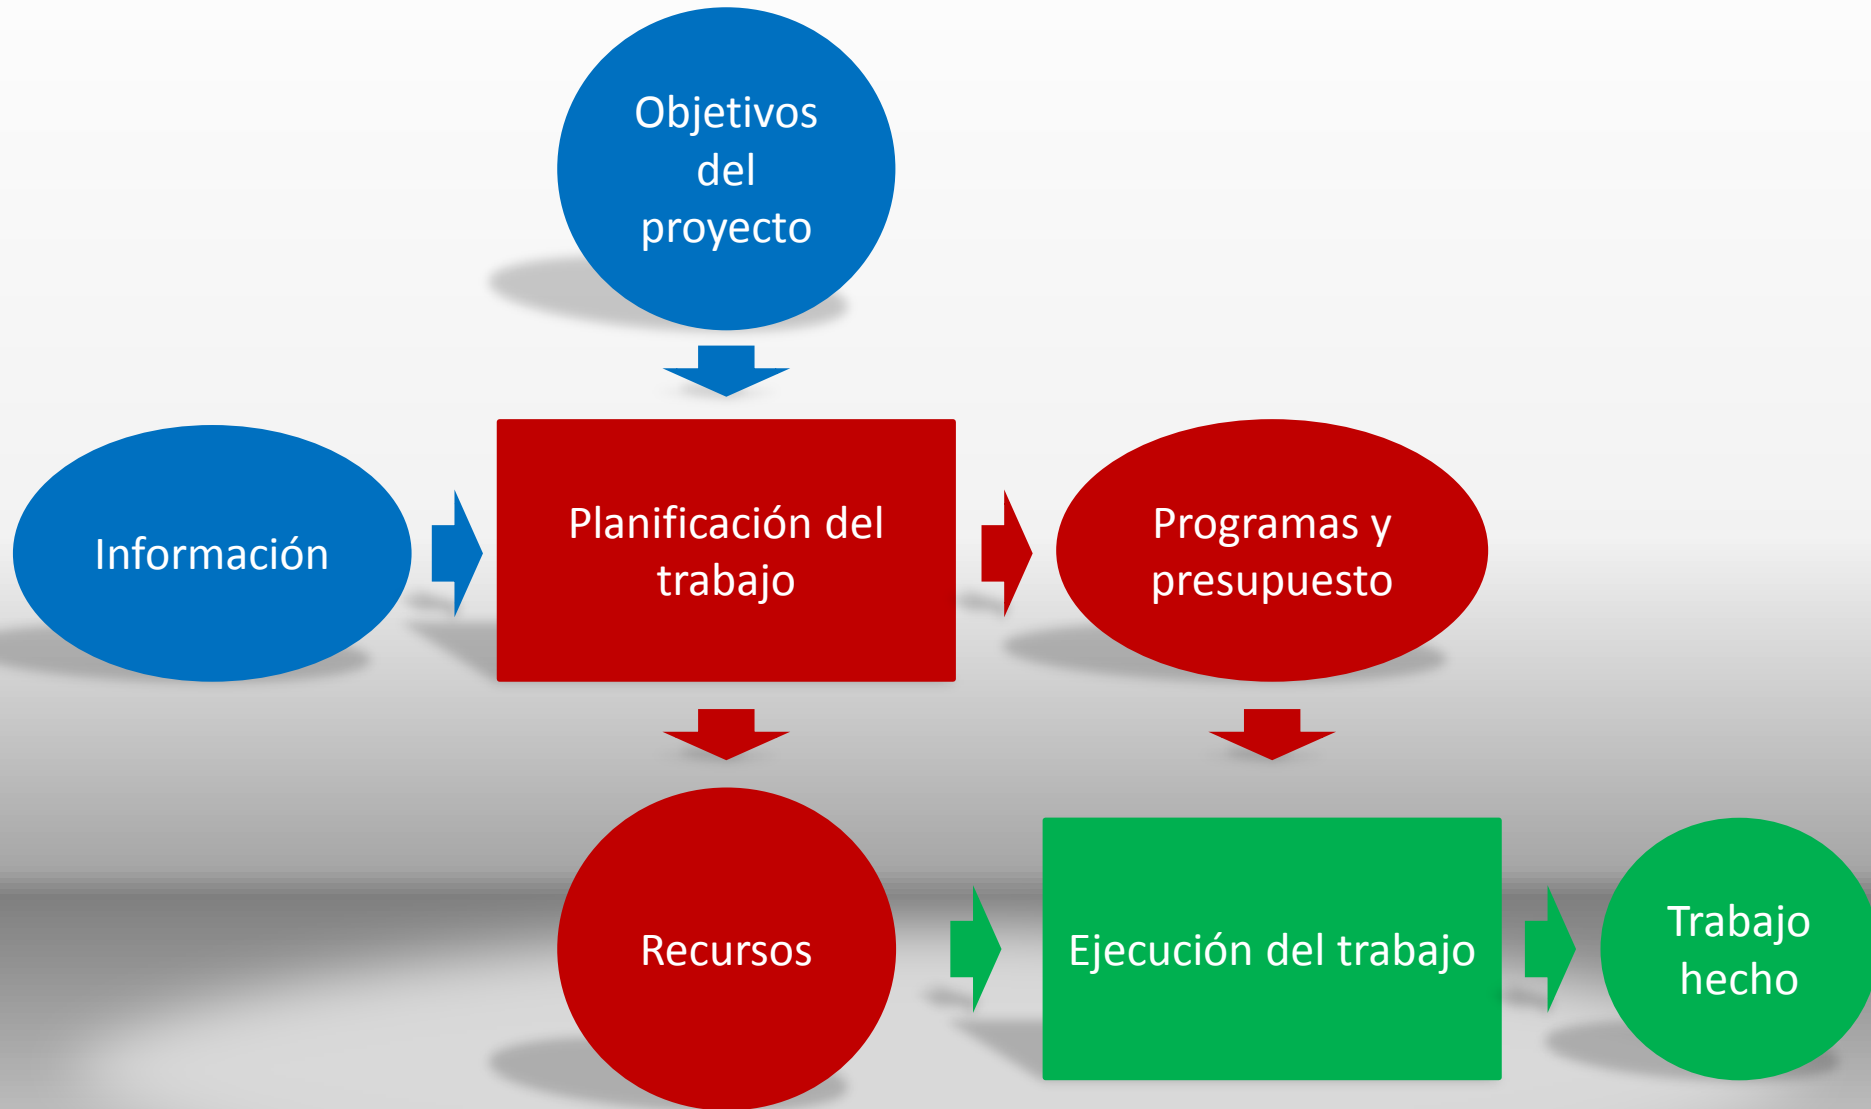 Objetivos
del
proyecto
Información
Planificación del
trabajo
Programas y
presupuesto
Recursos
Ejecución del trabajo
Trabajo
hecho